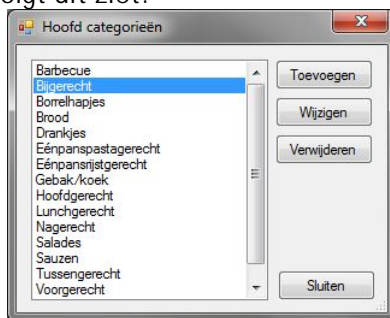 Hoofd categorieën
Barbecue
Bijgerecht
Borrelhapjes
Brood
Drankjes
Eénpanspastagerecht
Eénpansrijstgerecht
Gebak/koek
Hoofdgerecht
Lunchgerecht
Nagerecht
Salades
Sauzen
Tussengerecht
Voorgerecht
Toevoegen
Wijzigen
Verwijderen
Sluiten